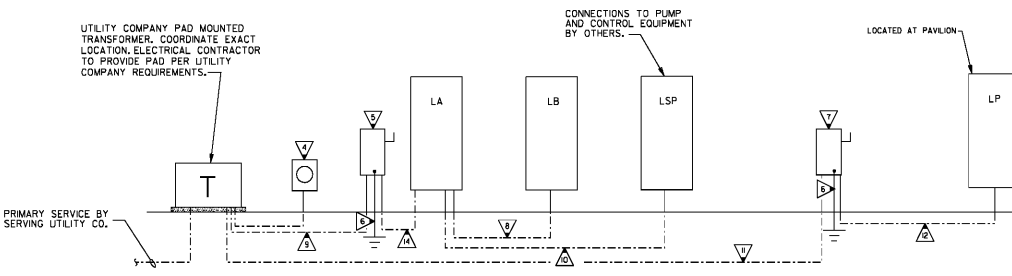 UTILITY COMPANY PAD MOUNTED
TRANSFORMER. COORDINATE EXACT
LOCATION. ELECTRICAL CONTRACTOR
TO PROVIDE PAD PER UTILITY
COMPANY REQUIREMENTS.
CONNECTIONS TO PUMP
AND CONTROL EQUIPMENT
BY OTHERS.
LOCATED AT PAVILION
LA
LB
LSP
LP
4
5
7
T
6
6
PRIMARY SERVICE BY
SERVING UTILITY CO.
9
14
8
10
11
12